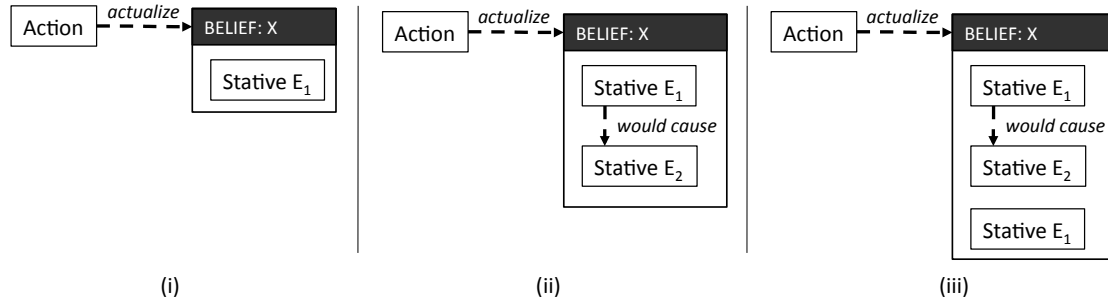 Action
actualize
BELIEF: X
Stative E₁
(i)
Action
actualize
BELIEF: X
Stative E₁
would cause
Stative E₂
(ii)
Action
actualize
BELIEF: X
Stative E₁
would cause
Stative E₂
Stative E₁
(iii)